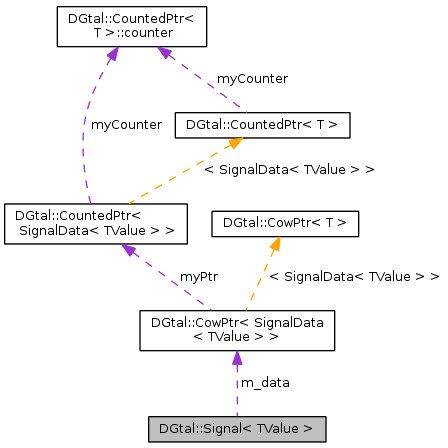 DGtal::CountedPtr<
T >::counter
myCounter
myCounter
DGtal::CountedPtr< T >
< SignalData< TValue > >
DGtal::CountedPtr<
SignalData< TValue > >
DGtal::CowPtr< T >
myPtr
< SignalData< TValue > >
DGtal::CowPtr< SignalData
< TValue > >
m_data
DGtal::Signal< TValue >